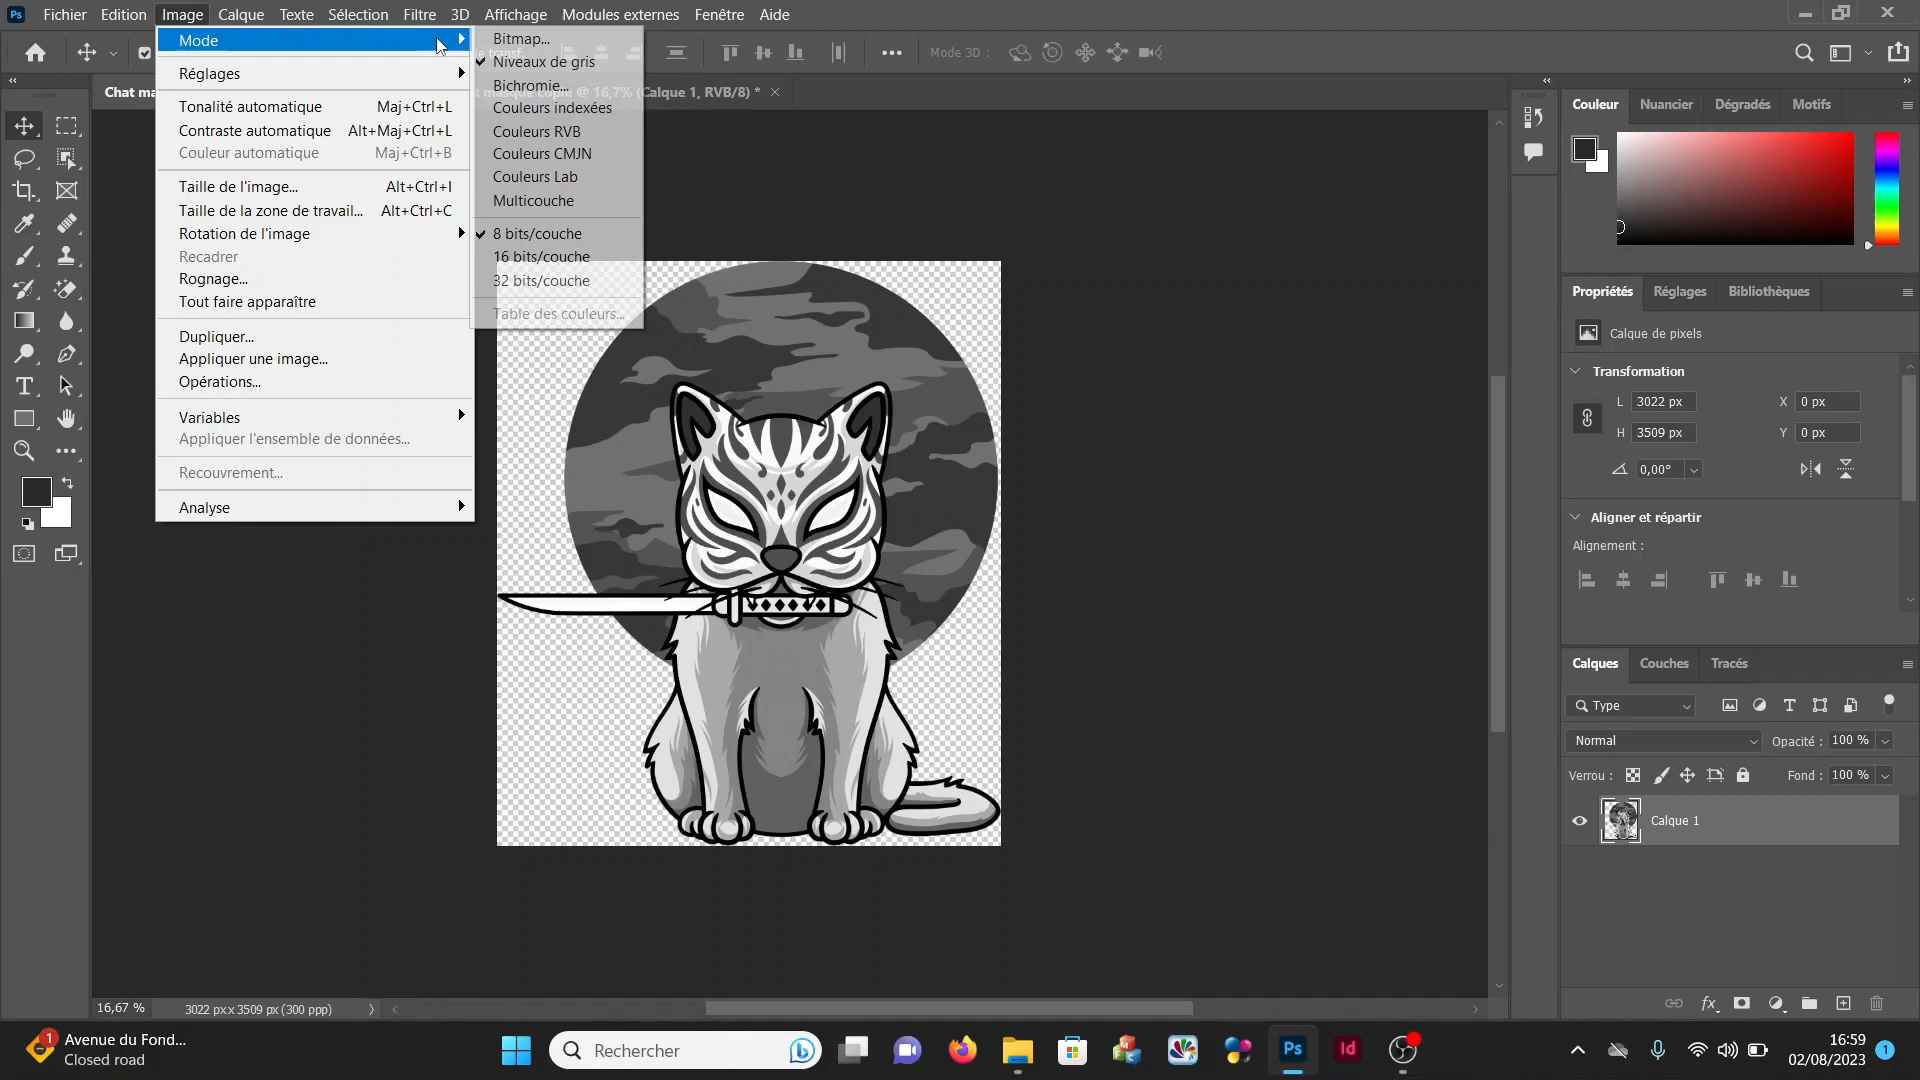 Ps Fichier Edition Image Calque Texte Sélection Filtre 3D Affichage Modules externes Fenêtre Aide
Mode 3D :
Chat ma
masque copie @ 16,7% (Calque 1, RVB/8) *
Mode
Réglages
Tonalité automatique Maj+Ctrl+L
Contraste automatique Alt+Maj+Ctrl+L
Couleur automatique Maj+Ctrl+B
Taille de l'image... Alt+Ctrl+I
Taille de la zone de travail... Alt+Ctrl+C
Rotation de l'image
Recadrer
Rognage...
Tout faire apparaître
Dupliquer...
Appliquer une image...
Opérations...
Variables
Appliquer l'ensemble de données...
Recouvrement...
Analyse
Bitmap...
Niveaux de gris
Bichromie...
Couleurs indexées
Couleurs RVB
Couleurs CMJN
Couleurs Lab
Multicouche
8 bits/couche
16 bits/couche
32 bits/couche
Table des couleurs...
Couleur Nuancier Dégradés Motifs
Propriétés Réglages Bibliothèques
Calque de pixels
Transformation
L 3022 px X 0 px
H 3509 px Y 0 px
0,00°
Aligner et répartir
Alignement :
Calques Couches Tracés
Type
Normal Opacité : 100 %
Verrou : Fond : 100 %
Calque 1
16,67 % 3022 px x 3509 px (300 ppp)
1 Avenue du Fond... 
Closed road
Rechercher
Ps Id
16:59
02/08/2023 1